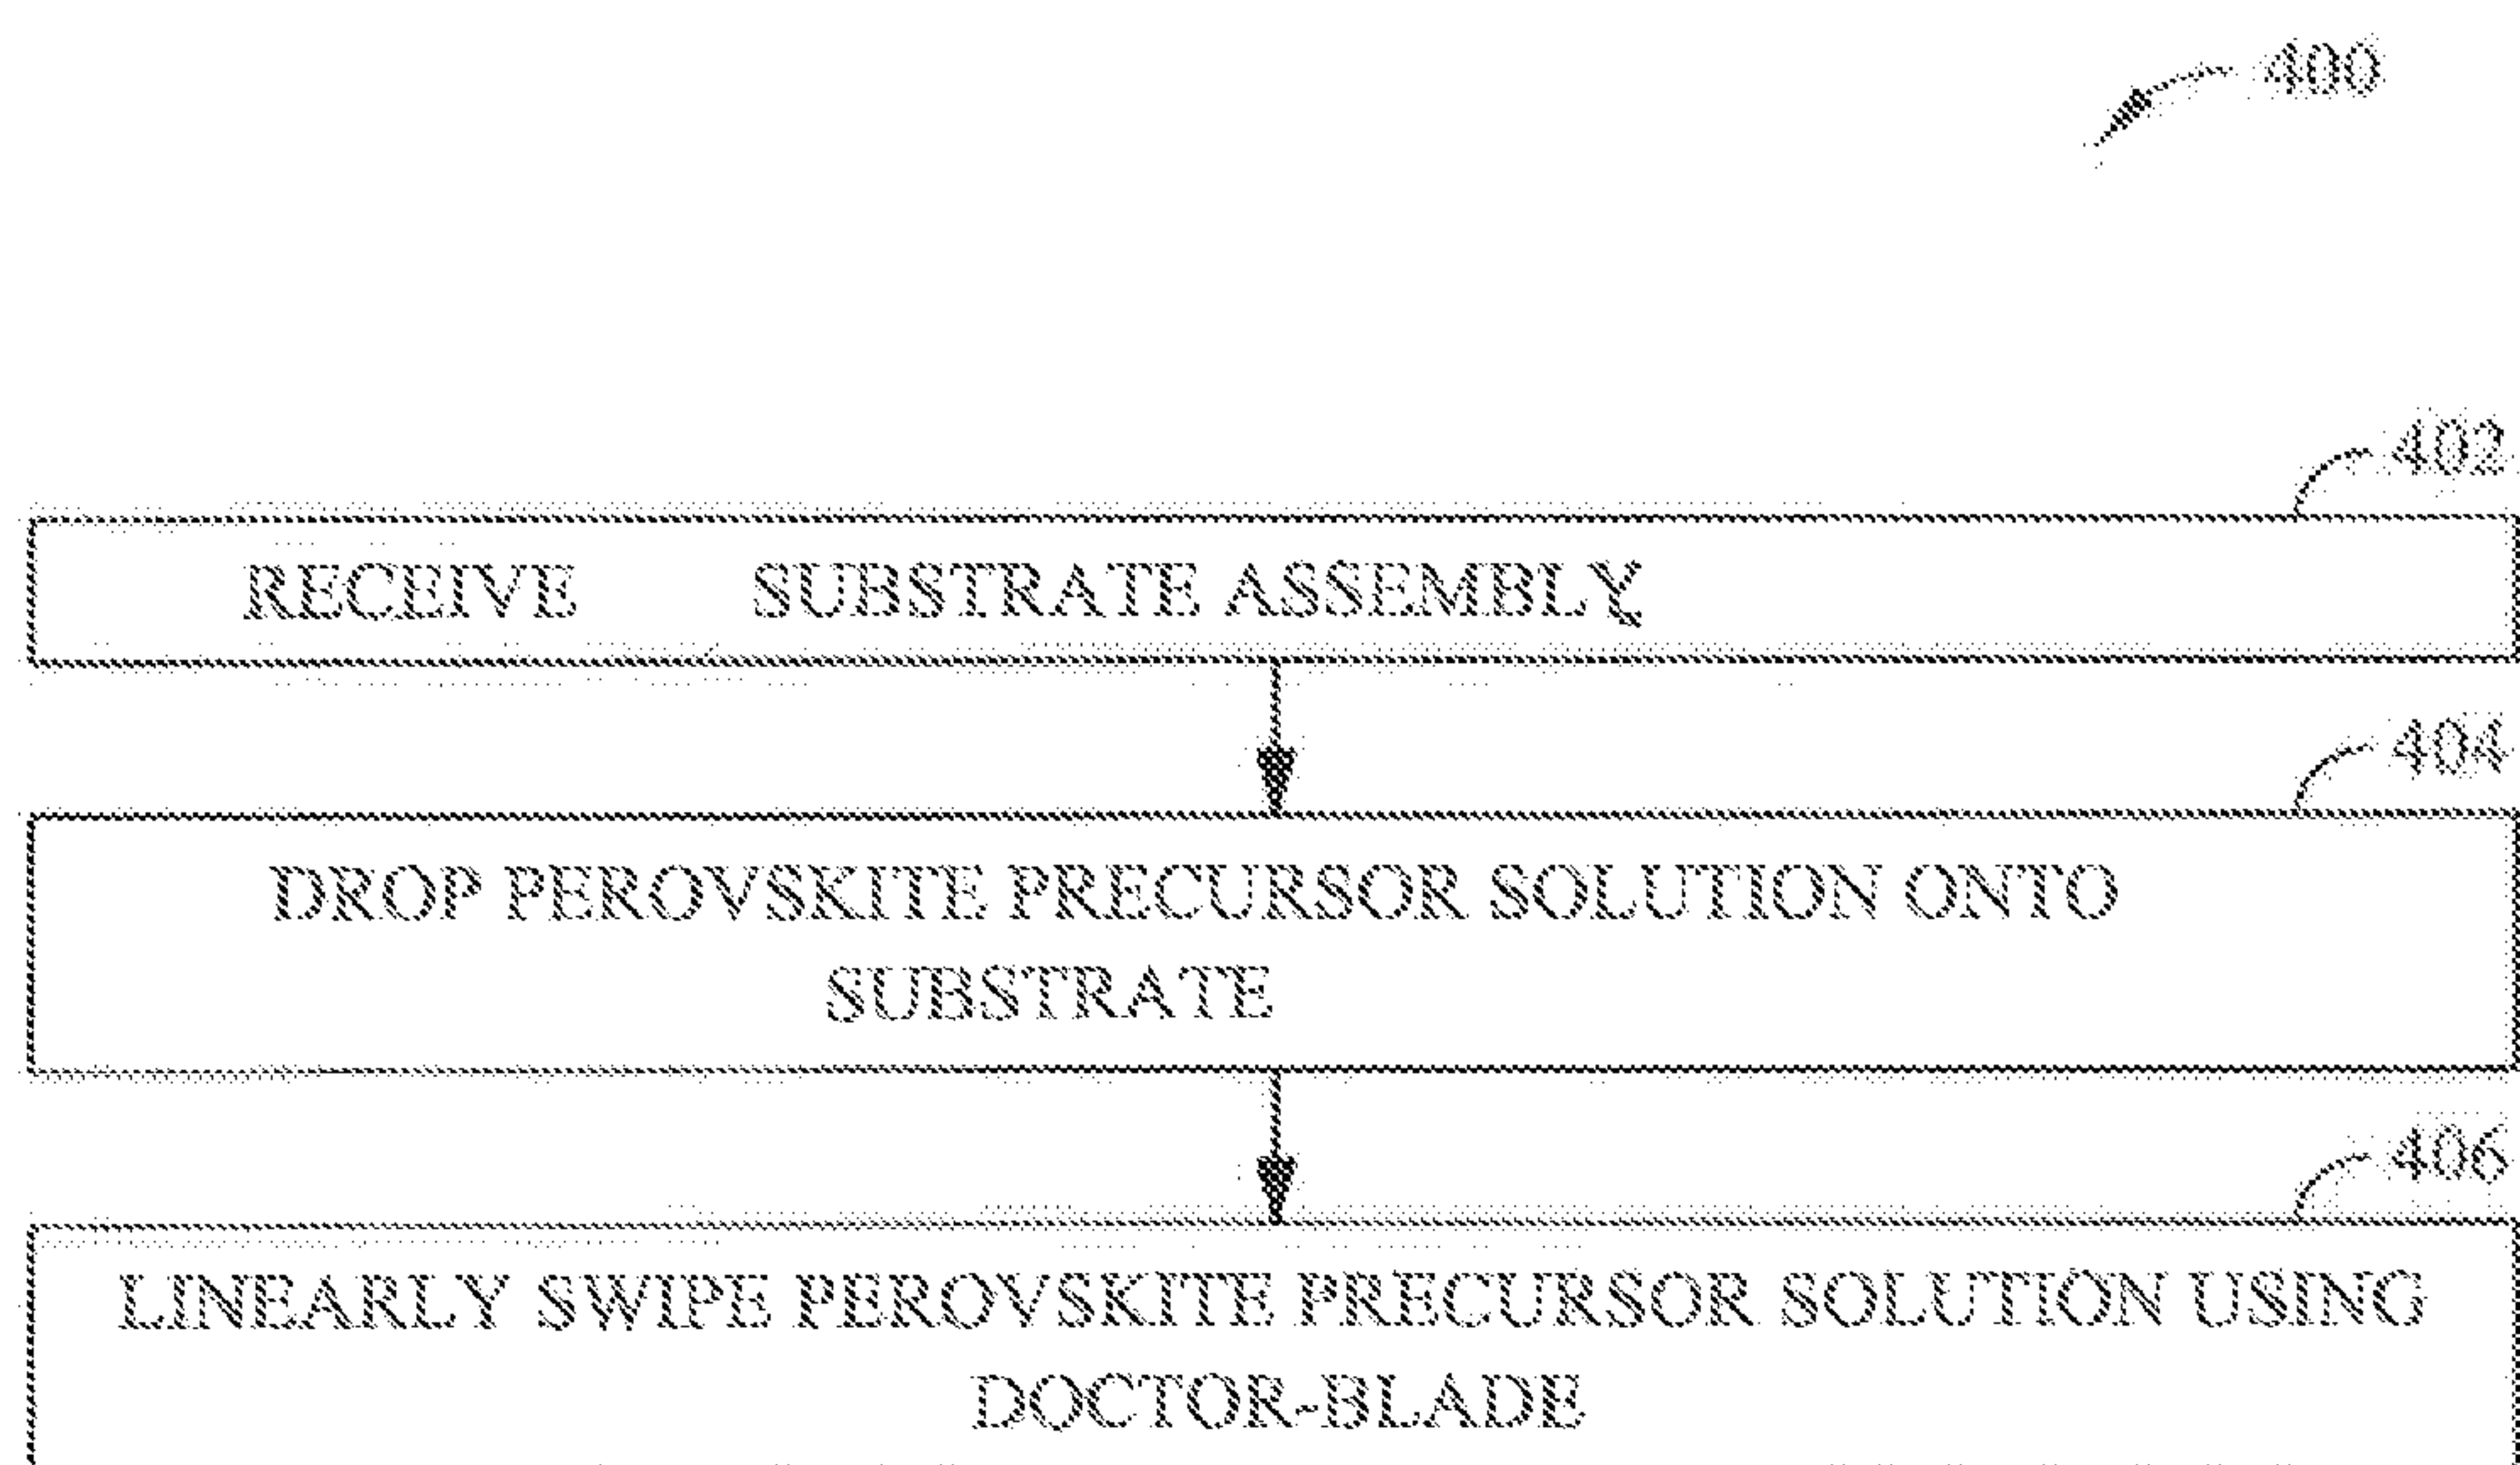 400
402
RECEIVE SUBSTRATE ASSEMBLY
404
DROP PEROVSKITE PRECURSOR SOLUTION ONTO
SUBSTRATE
406
LINEARLY SWIPE PEROVSKITE PRECURSOR SOLUTION USING
DOCTOR-BLADE